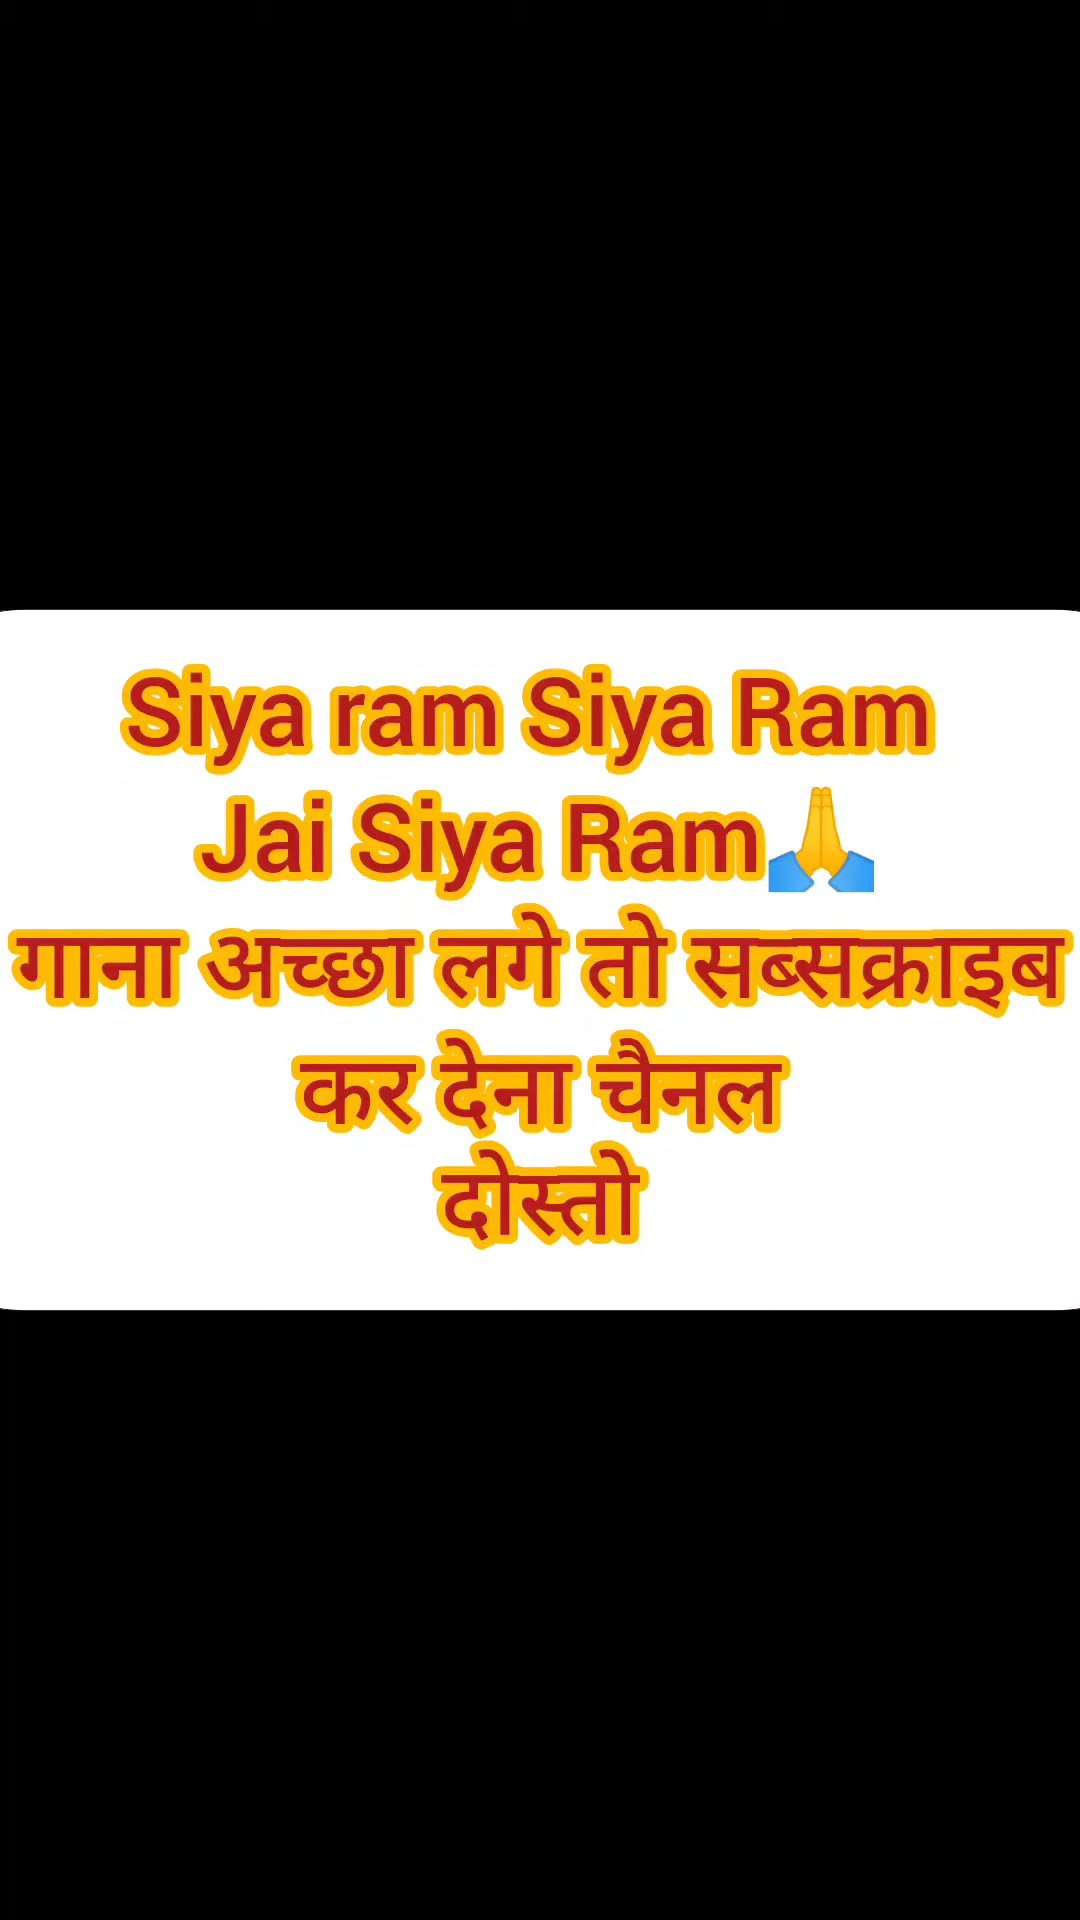 Siya ram Siya Ram
Jai Siya Ram🙏
गाना अच्छा लगे तो सब्सक्राइब
कर देना चैनल
दोस्तो